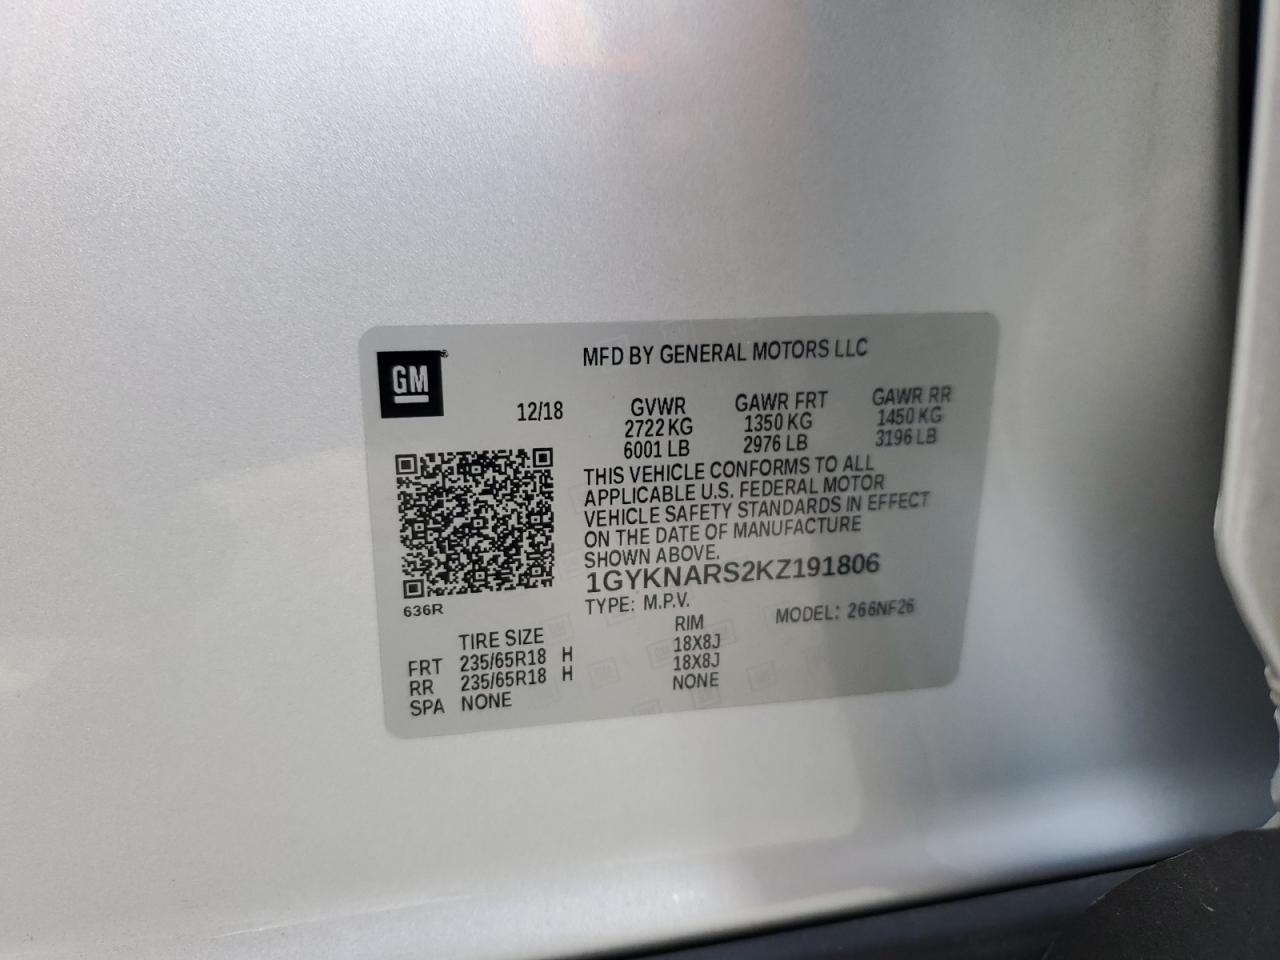 GM
MFD BY GENERAL MOTORS LLC
12/18 GVWR GAWR FRT GAWR RR
2722 KG 1350 KG 1450 KG
6001 LB 2976 LB 3196 LB
THIS VEHICLE CONFORMS TO ALL
APPLICABLE U.S. FEDERAL MOTOR
VEHICLE SAFETY STANDARDS IN EFFECT
ON THE DATE OF MANUFACTURE
SHOWN ABOVE.
1GYKNARS2KZ191806
636R
TYPE: M.P.V. MODEL: 266NF26
TIRE SIZE RIM
FRT 235/65R18 H 18X8J
RR 235/65R18 H 18X8J
SPA NONE NONE